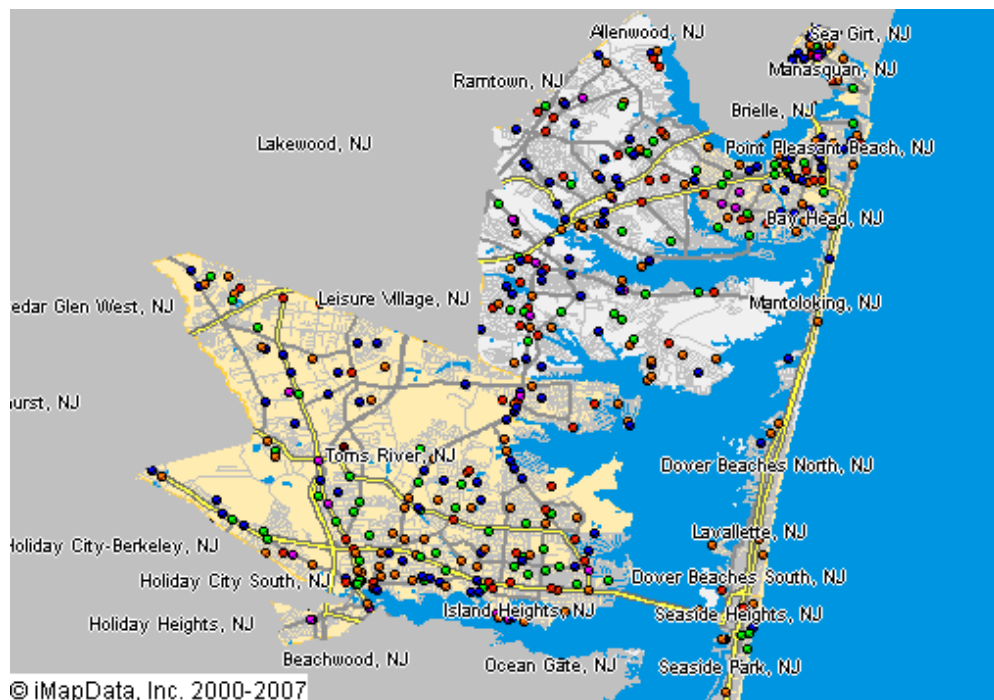 Allenwood, NJ
Sea Girt, NJ
Manasquan, NJ
Ramtown, NJ
Brielle, NJ
Lakewood, NJ
Point Pleasant Beach, NJ
Bay Head, NJ
edar Glen West, NJ
Leisure Village, NJ
Mantoloking, NJ
hurst, NJ
Toms River, NJ
Dover Beaches North, NJ
Lavallette, NJ
Holiday City-Berkeley, NJ
Holiday City South, NJ
Dover Beaches South, NJ
Island Heights, NJ
Seaside Heights, NJ
Holiday Heights, NJ
Beachwood, NJ
Ocean Gate, NJ
Seaside Park, NJ
© iMapData, Inc. 2000-2007